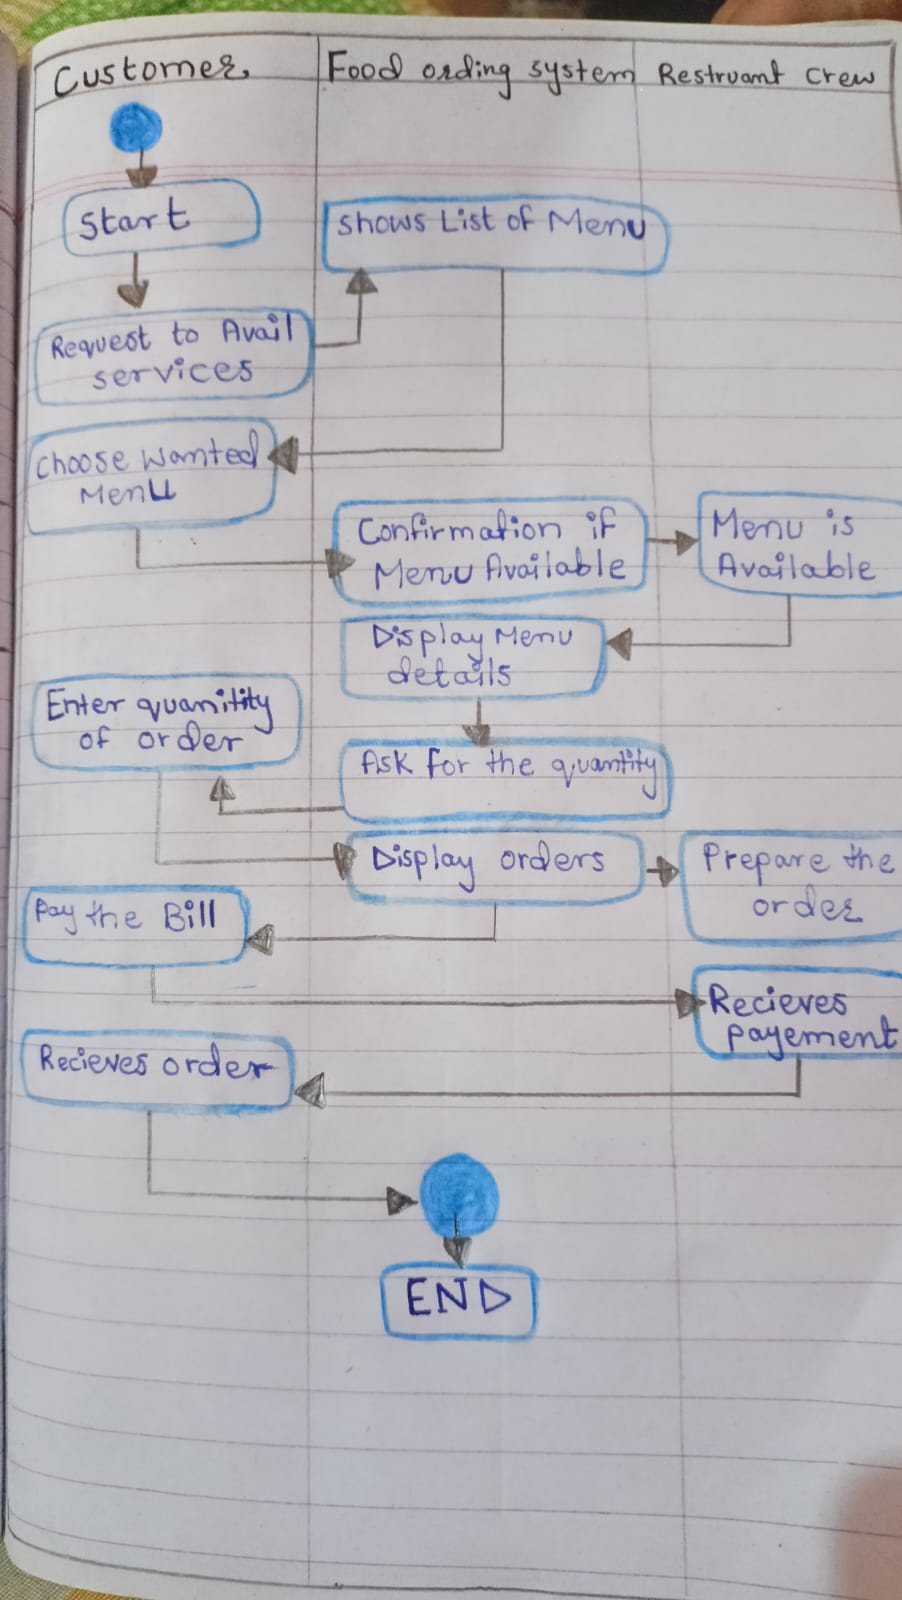 Customer
Food ording system
Restruant Crew
Start
Shows List of Menu
Request to Avail
services
Choose Wanted
Menu
Confirmation if
Menu Available
Menu is
Available
Display Menu
details
Enter quanitity
of order
Ask for the quantity
Display orders
Prepare the
order
Pay the Bill
Recieves
payement
Recieves order
END